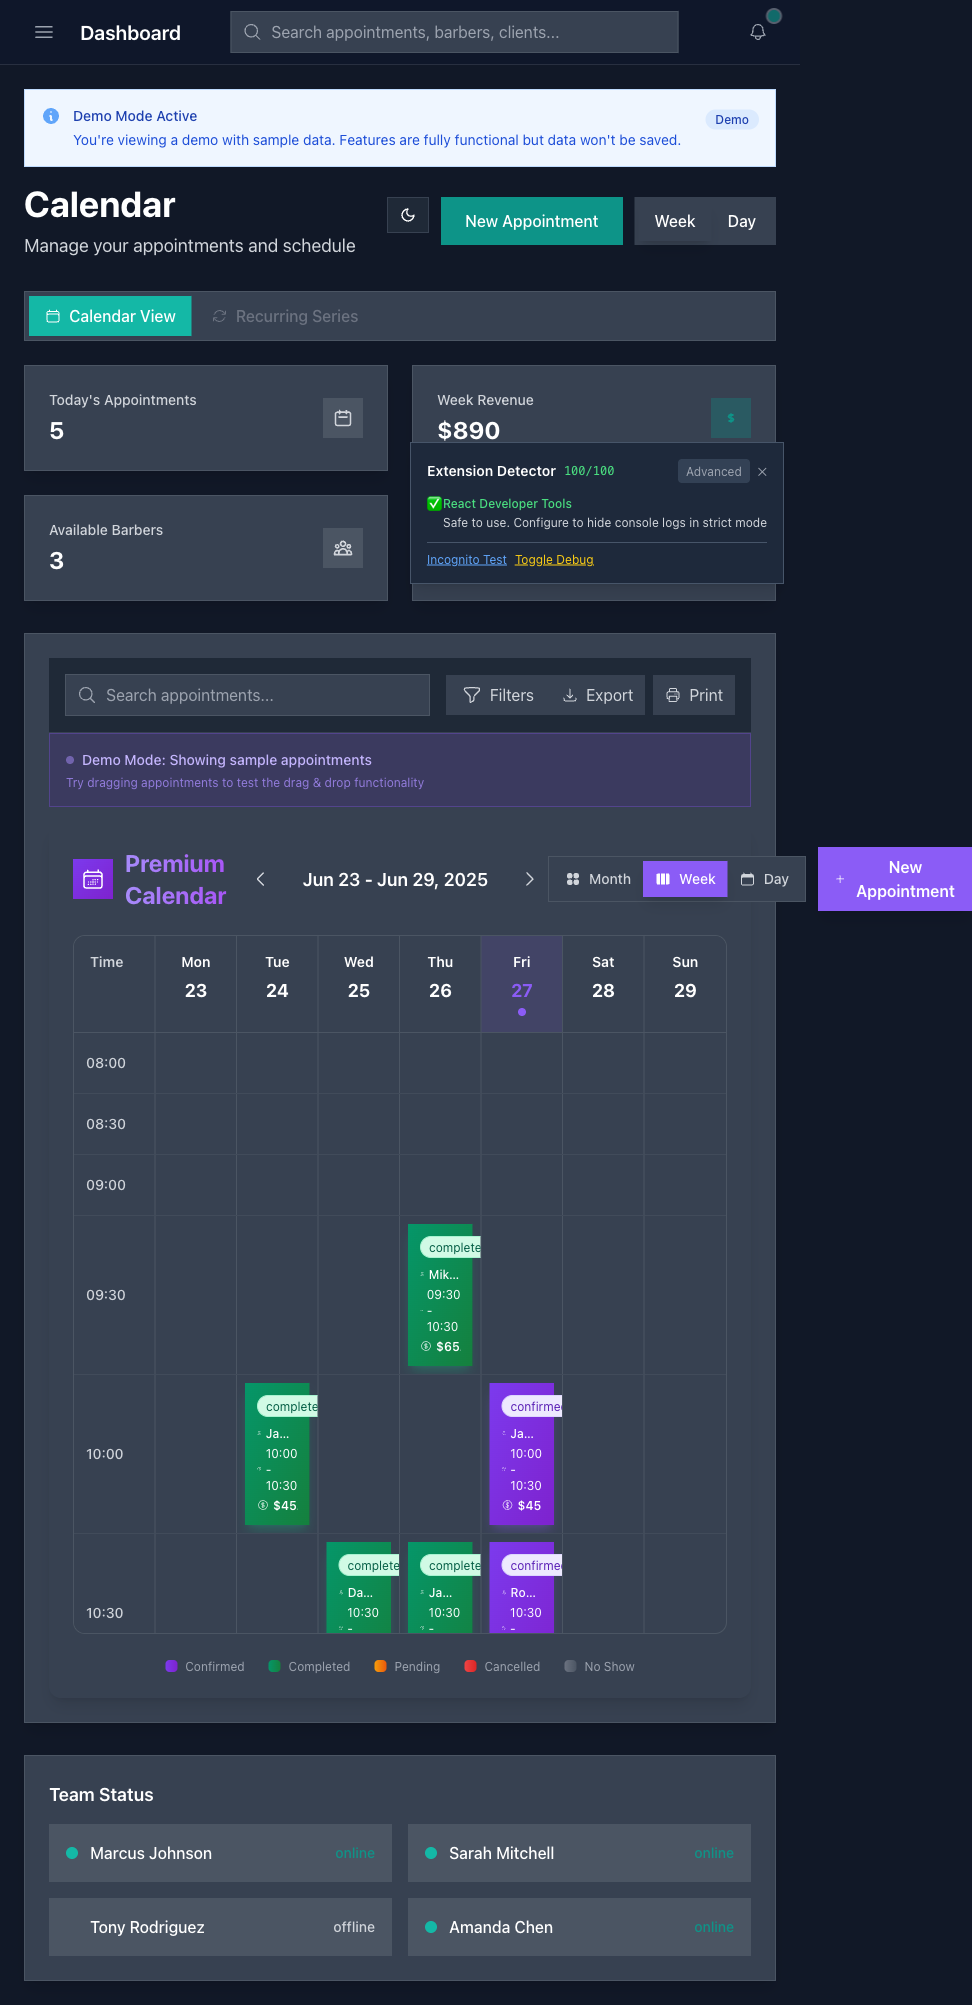 Dashboard
Search appointments, barbers, clients...
Demo Mode Active
You're viewing a demo with sample data. Features are fully functional but data won't be saved.
Demo
Calendar
Manage your appointments and schedule
New Appointment
Week
Day
Calendar View
Recurring Series
Today's Appointments
5
Week Revenue
$890
$
Extension Detector 100/100
Advanced
React Developer Tools
Safe to use. Configure to hide console logs in strict mode
Incognito Test
Toggle Debug
Available Barbers
3
Search appointments...
Filters
Export
Print
Demo Mode: Showing sample appointments
Try dragging appointments to test the drag & drop functionality
Premium
Calendar
Jun 23 - Jun 29, 2025
Month
Week
Day
New
Appointment
Time
Mon
23
Tue
24
Wed
25
Thu
26
Fri
27
Sat
28
Sun
29
08:00
08:30
09:00
09:30
complete
Mik...
09:30
-
10:30
$65
10:00
complete
Ja...
10:00
-
10:30
$45
confirme
Ja...
10:00
-
10:30
$45
10:30
complete
Da...
10:30
-
complete
Ja...
10:30
-
confirme
Ro...
10:30
-
Confirmed
Completed
Pending
Cancelled
No Show
Team Status
Marcus Johnson
online
Sarah Mitchell
online
Tony Rodriguez
offline
Amanda Chen
online